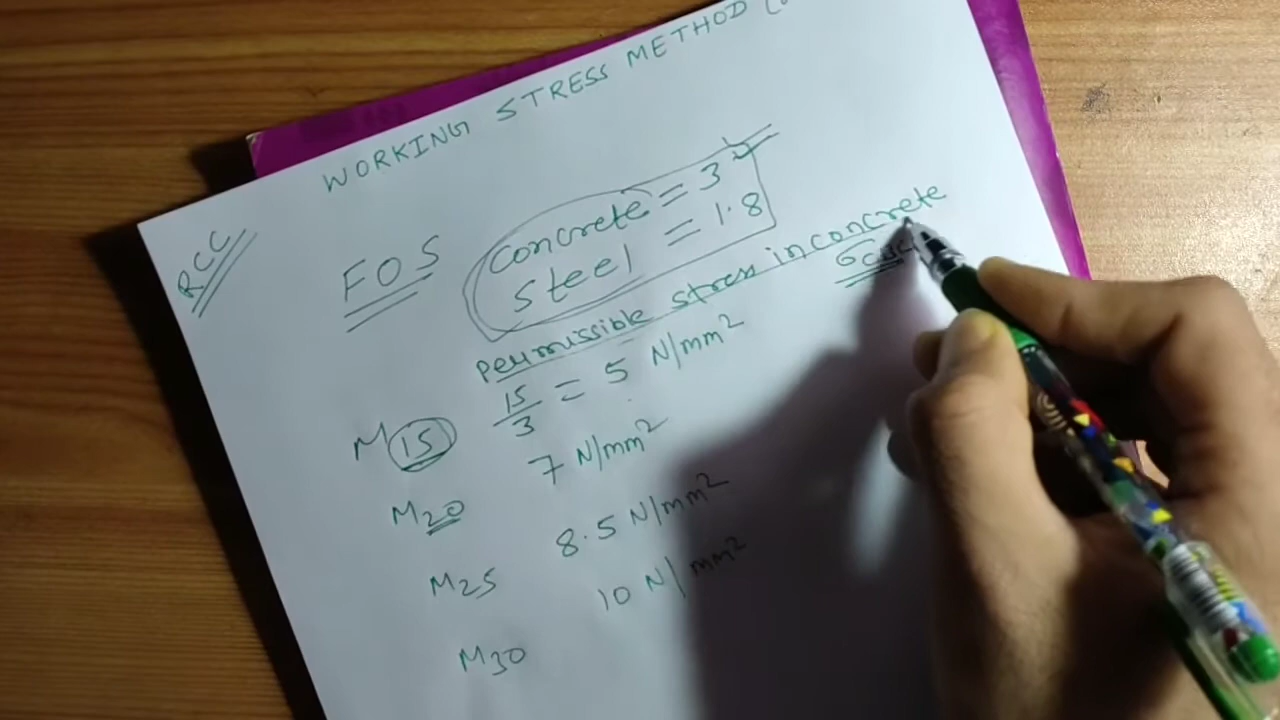 WORKING STRESS METHOD
RCC
FOS
concrete = 3
steel = 1.8
permissible stress in concrete
M15 15/3 = 5 N/mm²
M20 7 N/mm²
M25 8.5 N/mm²
M30 10 N/mm²